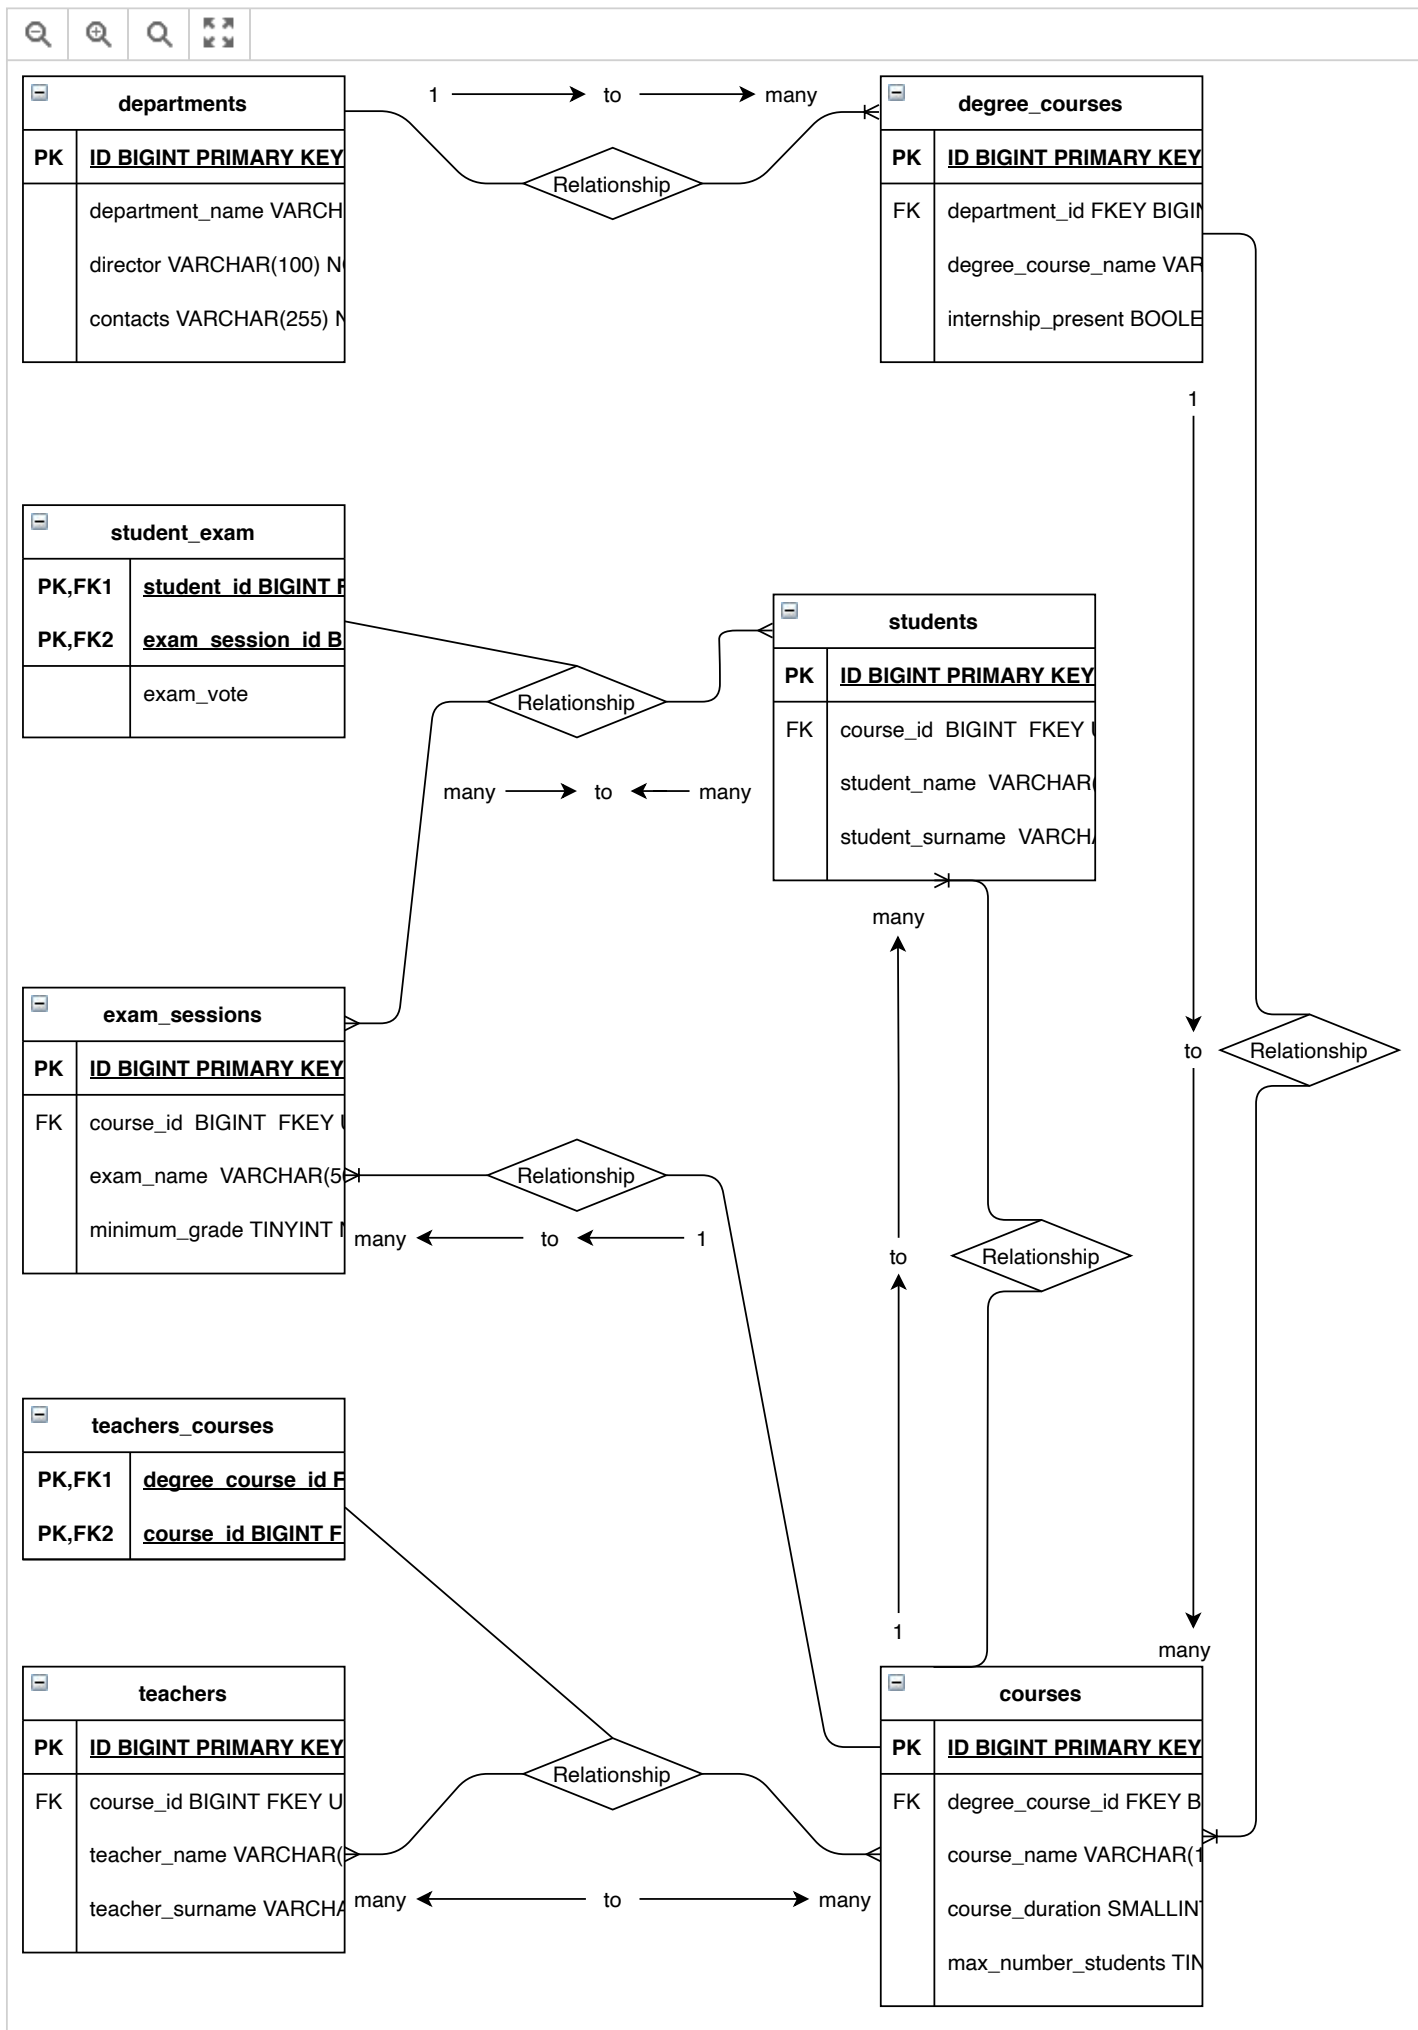 departments
PK ID BIGINT PRIMARY KEY
department_name VARCH
director VARCHAR(100) N
contacts VARCHAR(255) N
1 to many
Relationship
degree_courses
PK ID BIGINT PRIMARY KEY
FK department_id FKEY BIGIN
degree_course_name VAR
internship_present BOOLE
1
to
many
Relationship
student_exam
PK,FK1 student_id BIGINT F
PK,FK2 exam_session_id B
exam_vote
Relationship
many to many
students
PK ID BIGINT PRIMARY KEY
FK course_id BIGINT FKEY U
student_name VARCHAR(
student_surname VARCHA
many
to
1
Relationship
exam_sessions
PK ID BIGINT PRIMARY KEY
FK course_id BIGINT FKEY U
exam_name VARCHAR(50
minimum_grade TINYINT N
Relationship
many to 1
teachers_courses
PK,FK1 degree_course_id F
PK,FK2 course_id BIGINT F
teachers
PK ID BIGINT PRIMARY KEY
FK course_id BIGINT FKEY U
teacher_name VARCHAR(
teacher_surname VARCHA
Relationship
many to many
courses
PK ID BIGINT PRIMARY KEY
FK degree_course_id FKEY B
course_name VARCHAR(1
course_duration SMALLINT
max_number_students TIN